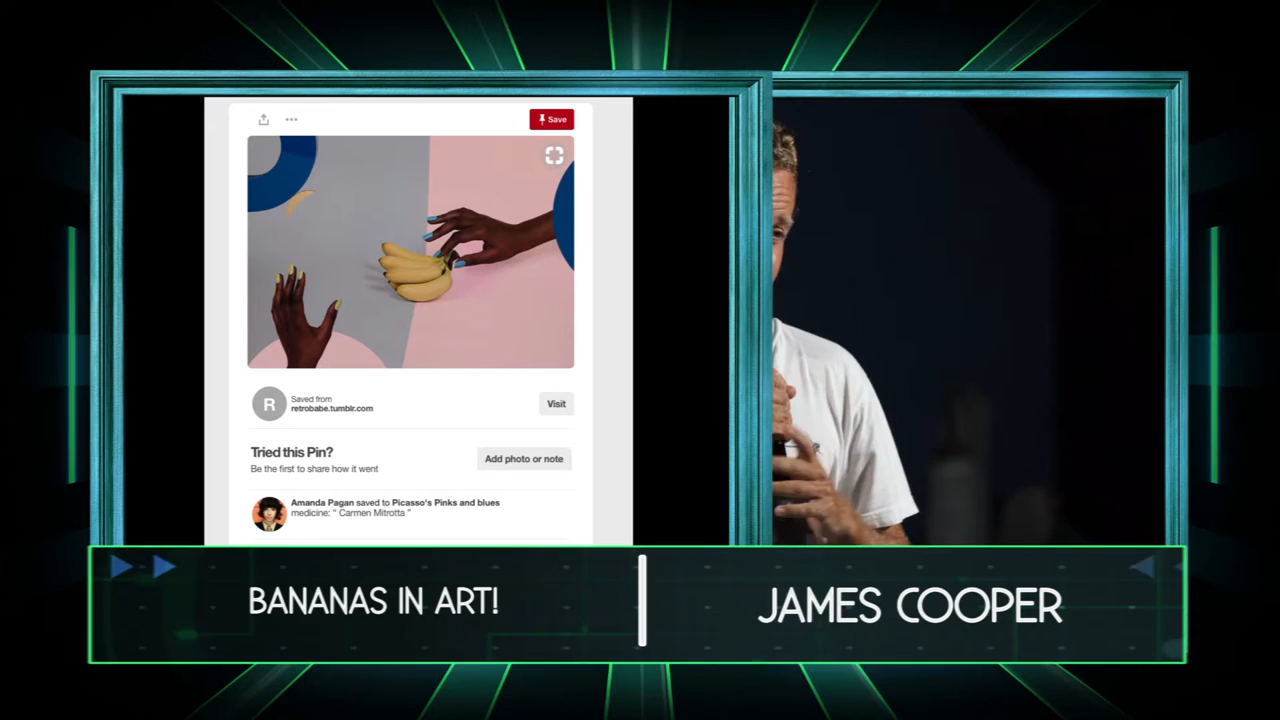 Save
R
Saved from
retrobabe.tumblr.com
Visit
Tried this Pin?
Be the first to share how it went
Add photo or note
Amanda Pagan saved to Picasso's Pinks and blues
medicine: “ Carmen Mitrotta ”
BANANAS IN ART!
JAMES COOPER